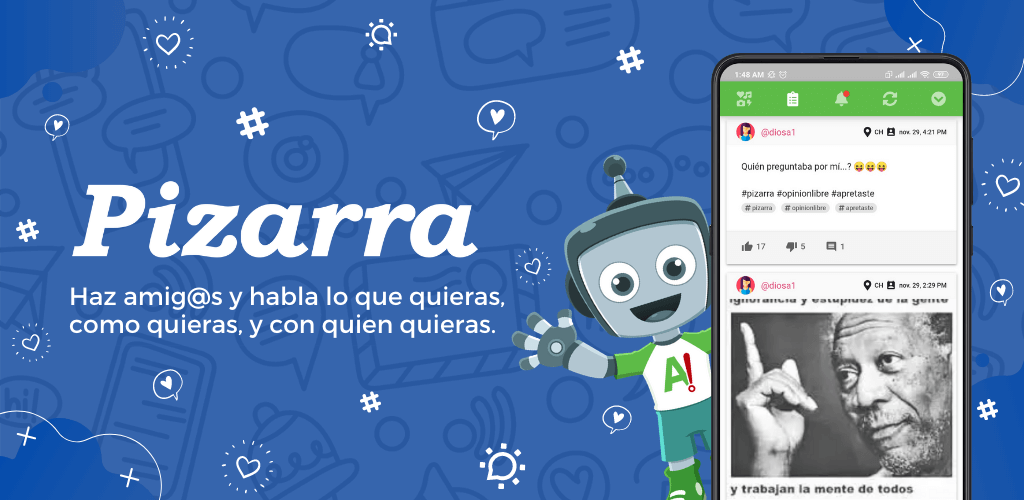 Pizarra
Haz amig@s y habla lo que quieras,
como quieras, y con quien quieras.
A!
hi!
1:48 AM
@diosa1
CH nov. 29, 4:21 PM
Quién preguntaba por mí...? 😝😝😝
#pizarra #opinionlibre #apretaste
# pizarra # opinionlibre # apretaste
17 5 1
@diosa1
CH nov. 29, 2:29 PM
ignorancia y estupidez de la gente
y trabajan la mente de todos